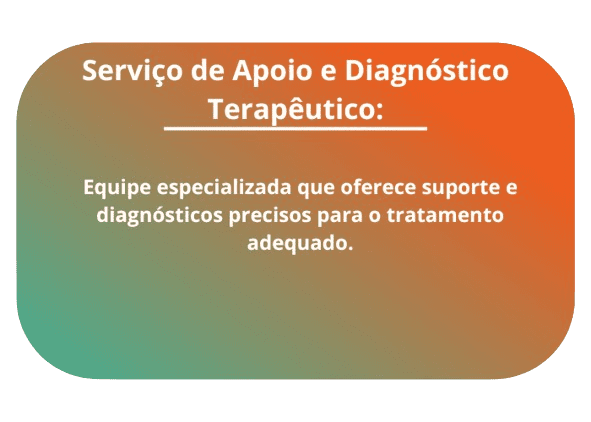 Serviço de Apoio e Diagnóstico
Terapêutico:
Equipe especializada que oferece suporte e
diagnósticos precisos para o tratamento
adequado.